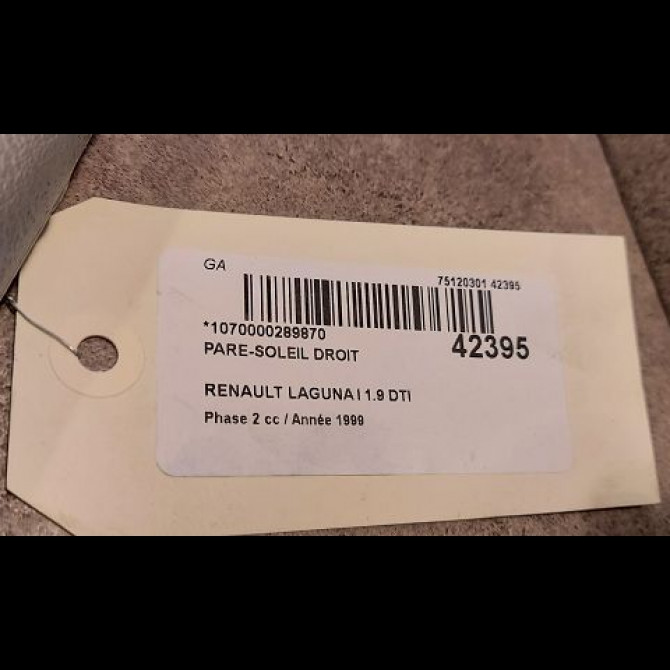 GA
75120301 42395
*1070000289870
42395
PARE-SOLEIL DROIT
RENAULT LAGUNA I 1.9 DTI
Phase 2 cc / Année 1999